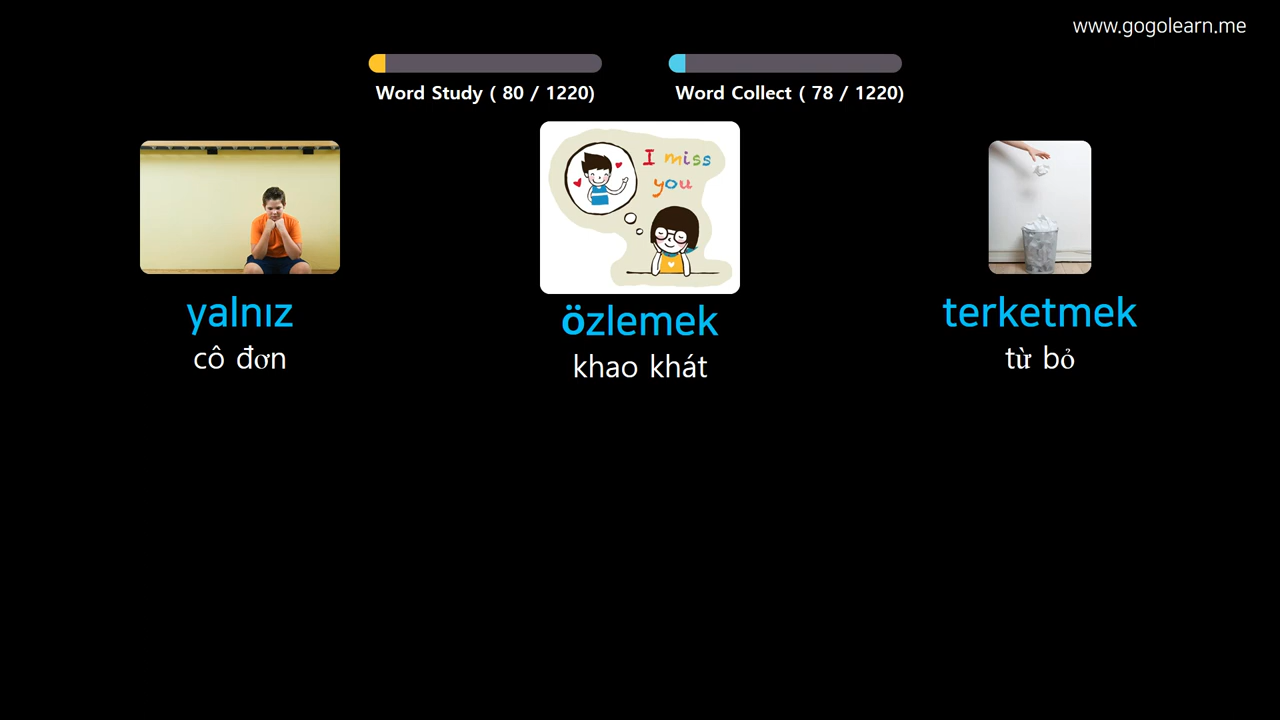 www.gogolearn.me
Word Study ( 80 / 1220)
Word Collect ( 78 / 1220)
I miss
you
yalnız
cô đơn
özlemek
khao khát
terketmek
từ bỏ